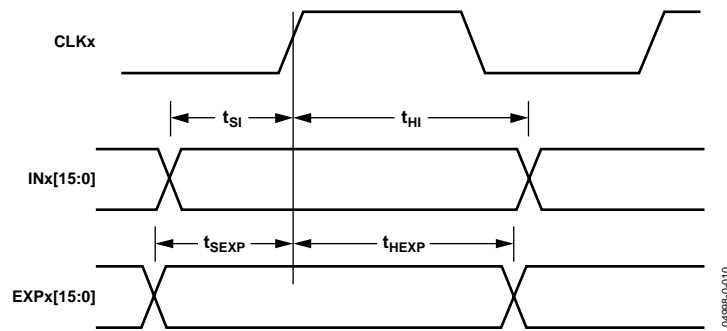 CLKx
tSI
tHI
INx[15:0]
tSEXP
tHEXP
EXPx[15:0]
04998-0-010